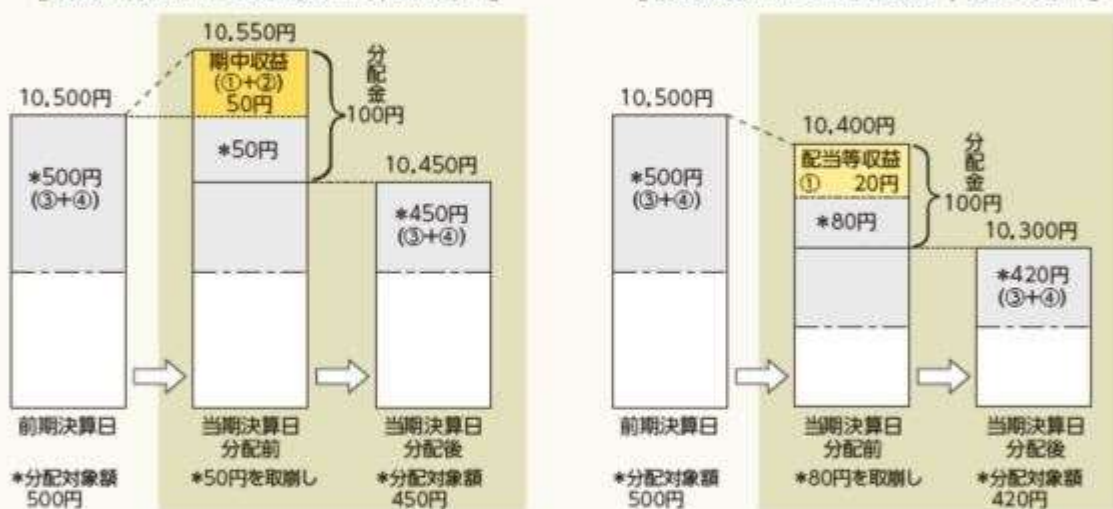 10,550円
期中収益
(①+②)
50円
10,500円
分配金
100円
*500円
(③+④)
*50円
10,450円
*450円
(③+④)
前期決算日
当期決算日
分配前
当期決算日
分配後
*分配対象額
500円
*50円を取崩し
*分配対象額
450円
10,500円
10,400円
配当等収益
① 20円
分配金
100円
*500円
(③+④)
*80円
10,300円
*420円
(③+④)
前期決算日
当期決算日
分配前
当期決算日
分配後
*分配対象額
500円
*80円を取崩し
*分配対象額
420円